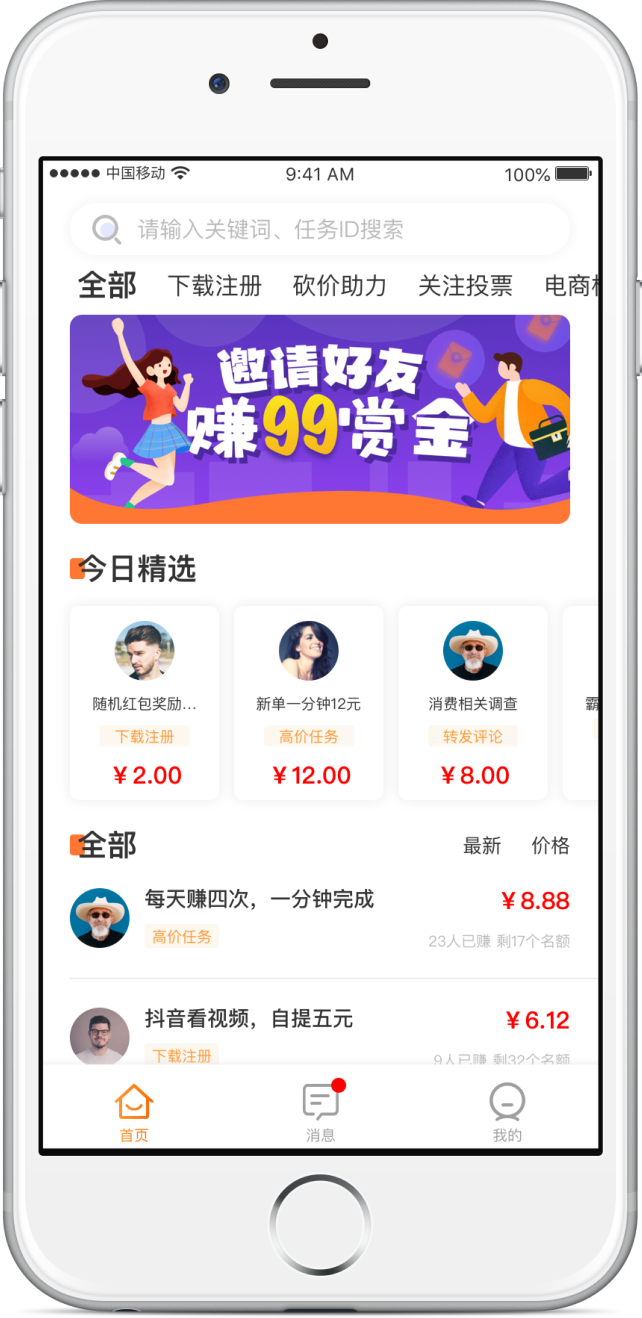 中国移动 9:41 AM 100%
请输入关键词、任务ID搜索
全部 下载注册 砍价助力 关注投票 电商
邀请好友
赚99赏金
今日精选
随机红包奖励... 新单一分钟12元 消费相关调查 霸
下载注册 高价任务 转发评论
￥2.00 ￥12.00 ￥8.00
全部 最新 价格
每天赚四次，一分钟完成 ￥8.88
高价任务 23人已赚 剩17个名额
抖音看视频，自提五元 ￥6.12
下载注册 9人已赚 剩32个名额
首页 消息 我的